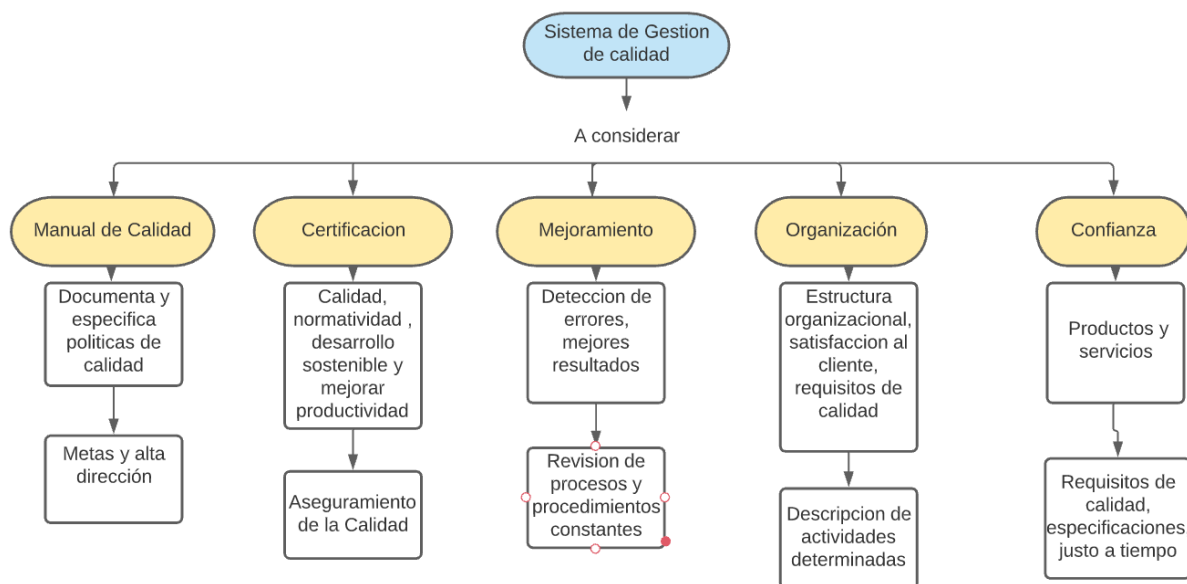 Sistema de Gestion
de calidad
A considerar
Manual de Calidad
Certificacion
Mejoramiento
Organización
Confianza
Documenta y
especifica
politicas de
calidad
Calidad,
normatividad ,
desarrollo
sostenible y
mejorar
productividad
Deteccion de
errores,
mejores
resultados
Estructura
organizacional,
satisfaccion al
cliente,
requisitos de
calidad
Productos y
servicios
Metas y alta
dirección
Aseguramiento
de la Calidad
Revision de
procesos y
procedimientos
constantes
Descripcion de
actividades
determinadas
Requisitos de
calidad,
especificaciones,
justo a tiempo